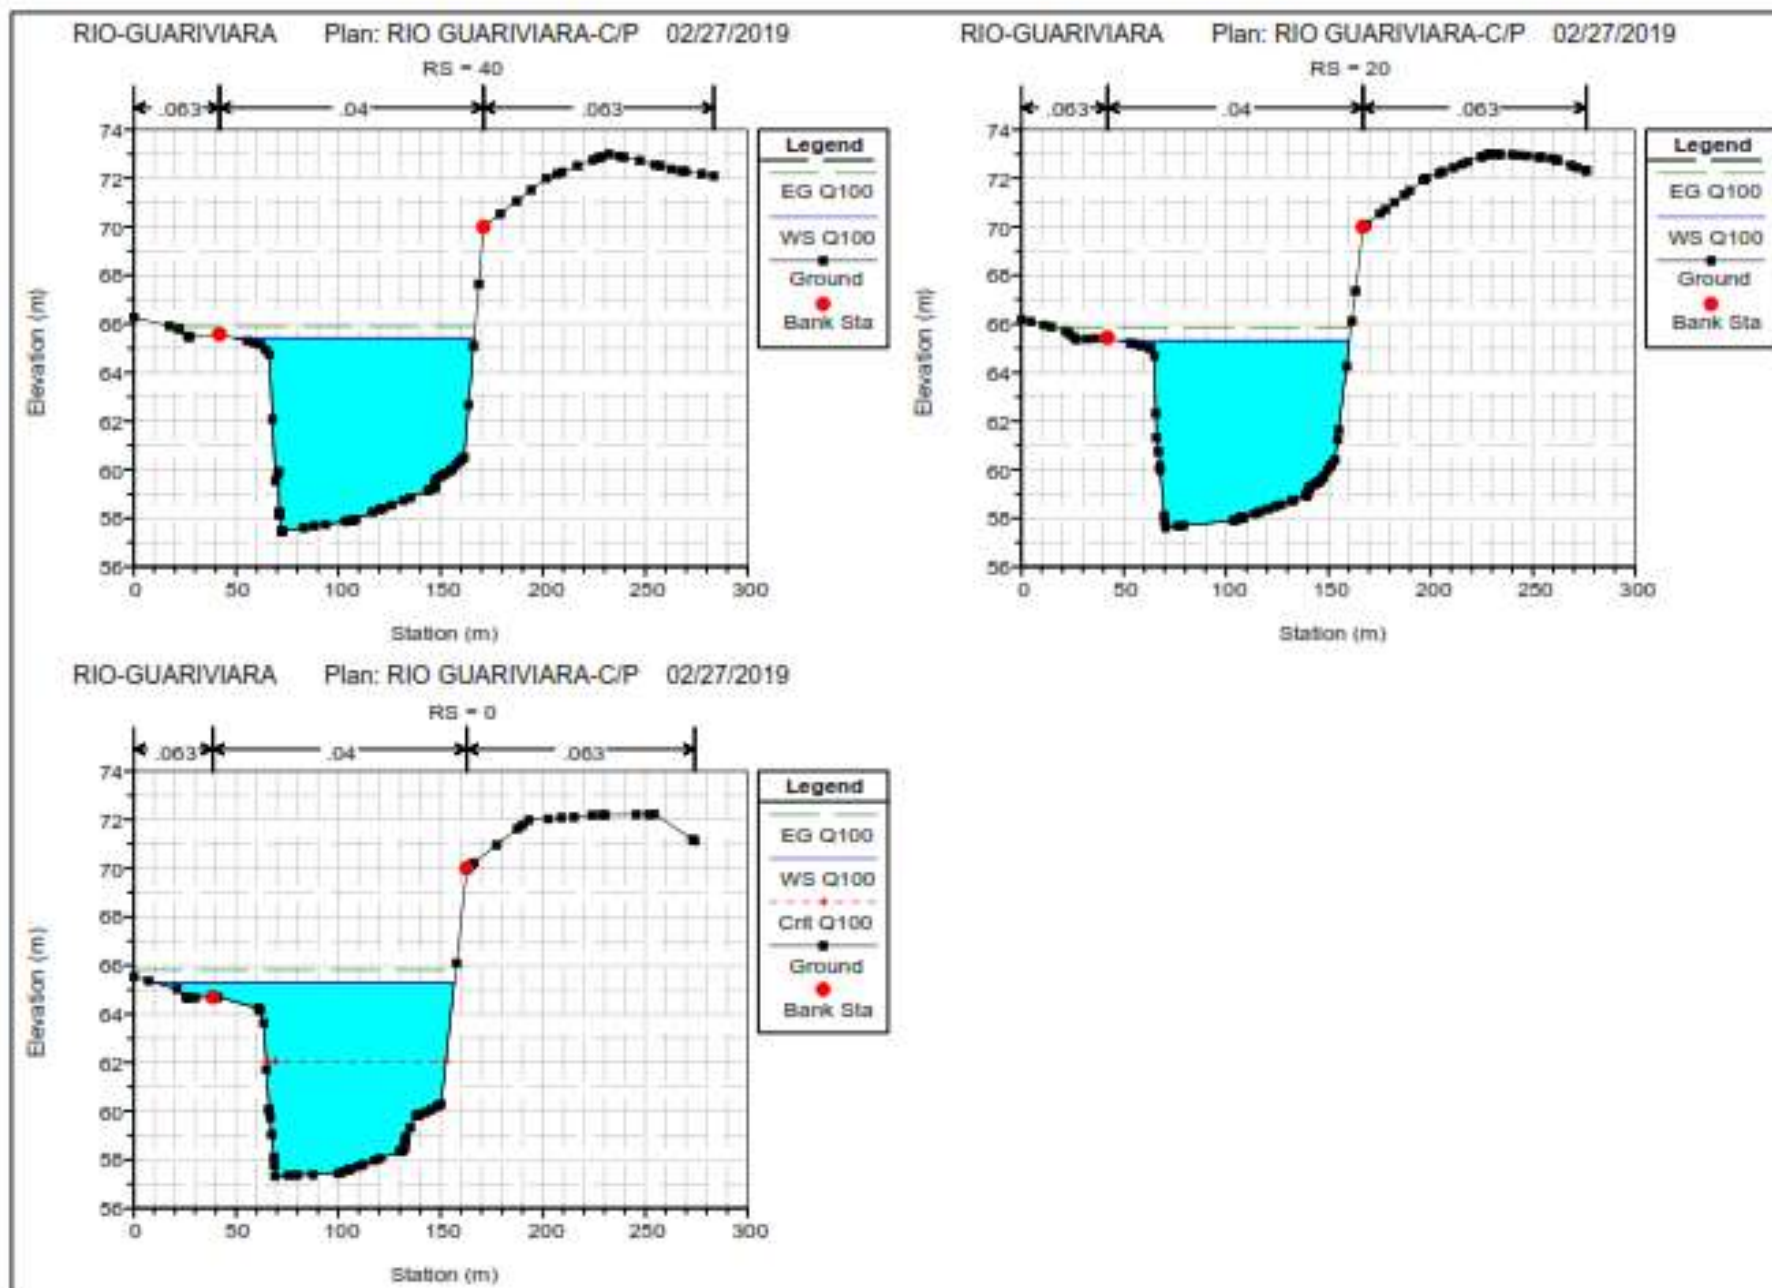 RIO-GUARIVIARA Plan: RIO GUARIVIARA-C/P 02/27/2019
RS = 40
.063 .04 .063
74
72
70
68
66
64
62
60
58
56
Elevation (m)
0 50 100 150 200 250 300
Station (m)
Legend
EG Q100
WS Q100
Ground
Bank Sta
RIO-GUARIVIARA Plan: RIO GUARIVIARA-C/P 02/27/2019
RS = 20
.063 .04 .063
74
72
70
68
66
64
62
60
58
56
Elevation (m)
0 50 100 150 200 250 300
Station (m)
Legend
EG Q100
WS Q100
Ground
Bank Sta
RIO-GUARIVIARA Plan: RIO GUARIVIARA-C/P 02/27/2019
RS = 0
.063 .04 .063
74
72
70
68
66
64
62
60
58
56
Elevation (m)
0 50 100 150 200 250 300
Station (m)
Legend
EG Q100
WS Q100
Crit Q100
Ground
Bank Sta